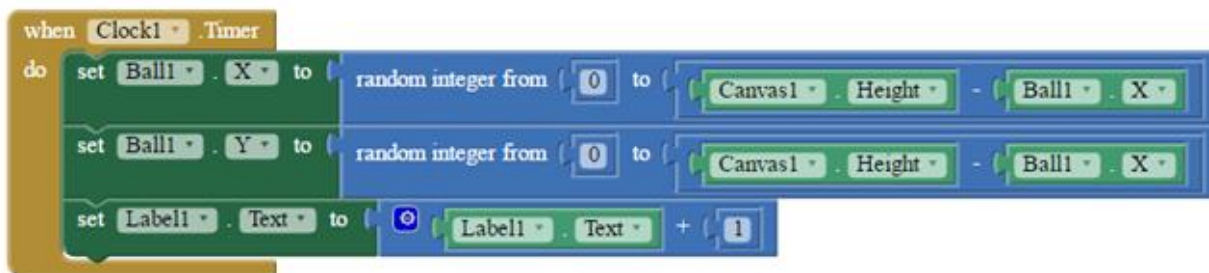 when Clock1 .Timer
do set Ball1 . X to random integer from 0 to Canvas1 . Height - Ball1 . X
set Ball1 . Y to random integer from 0 to Canvas1 . Height - Ball1 . X
set Label1 . Text to Label1 . Text + 1